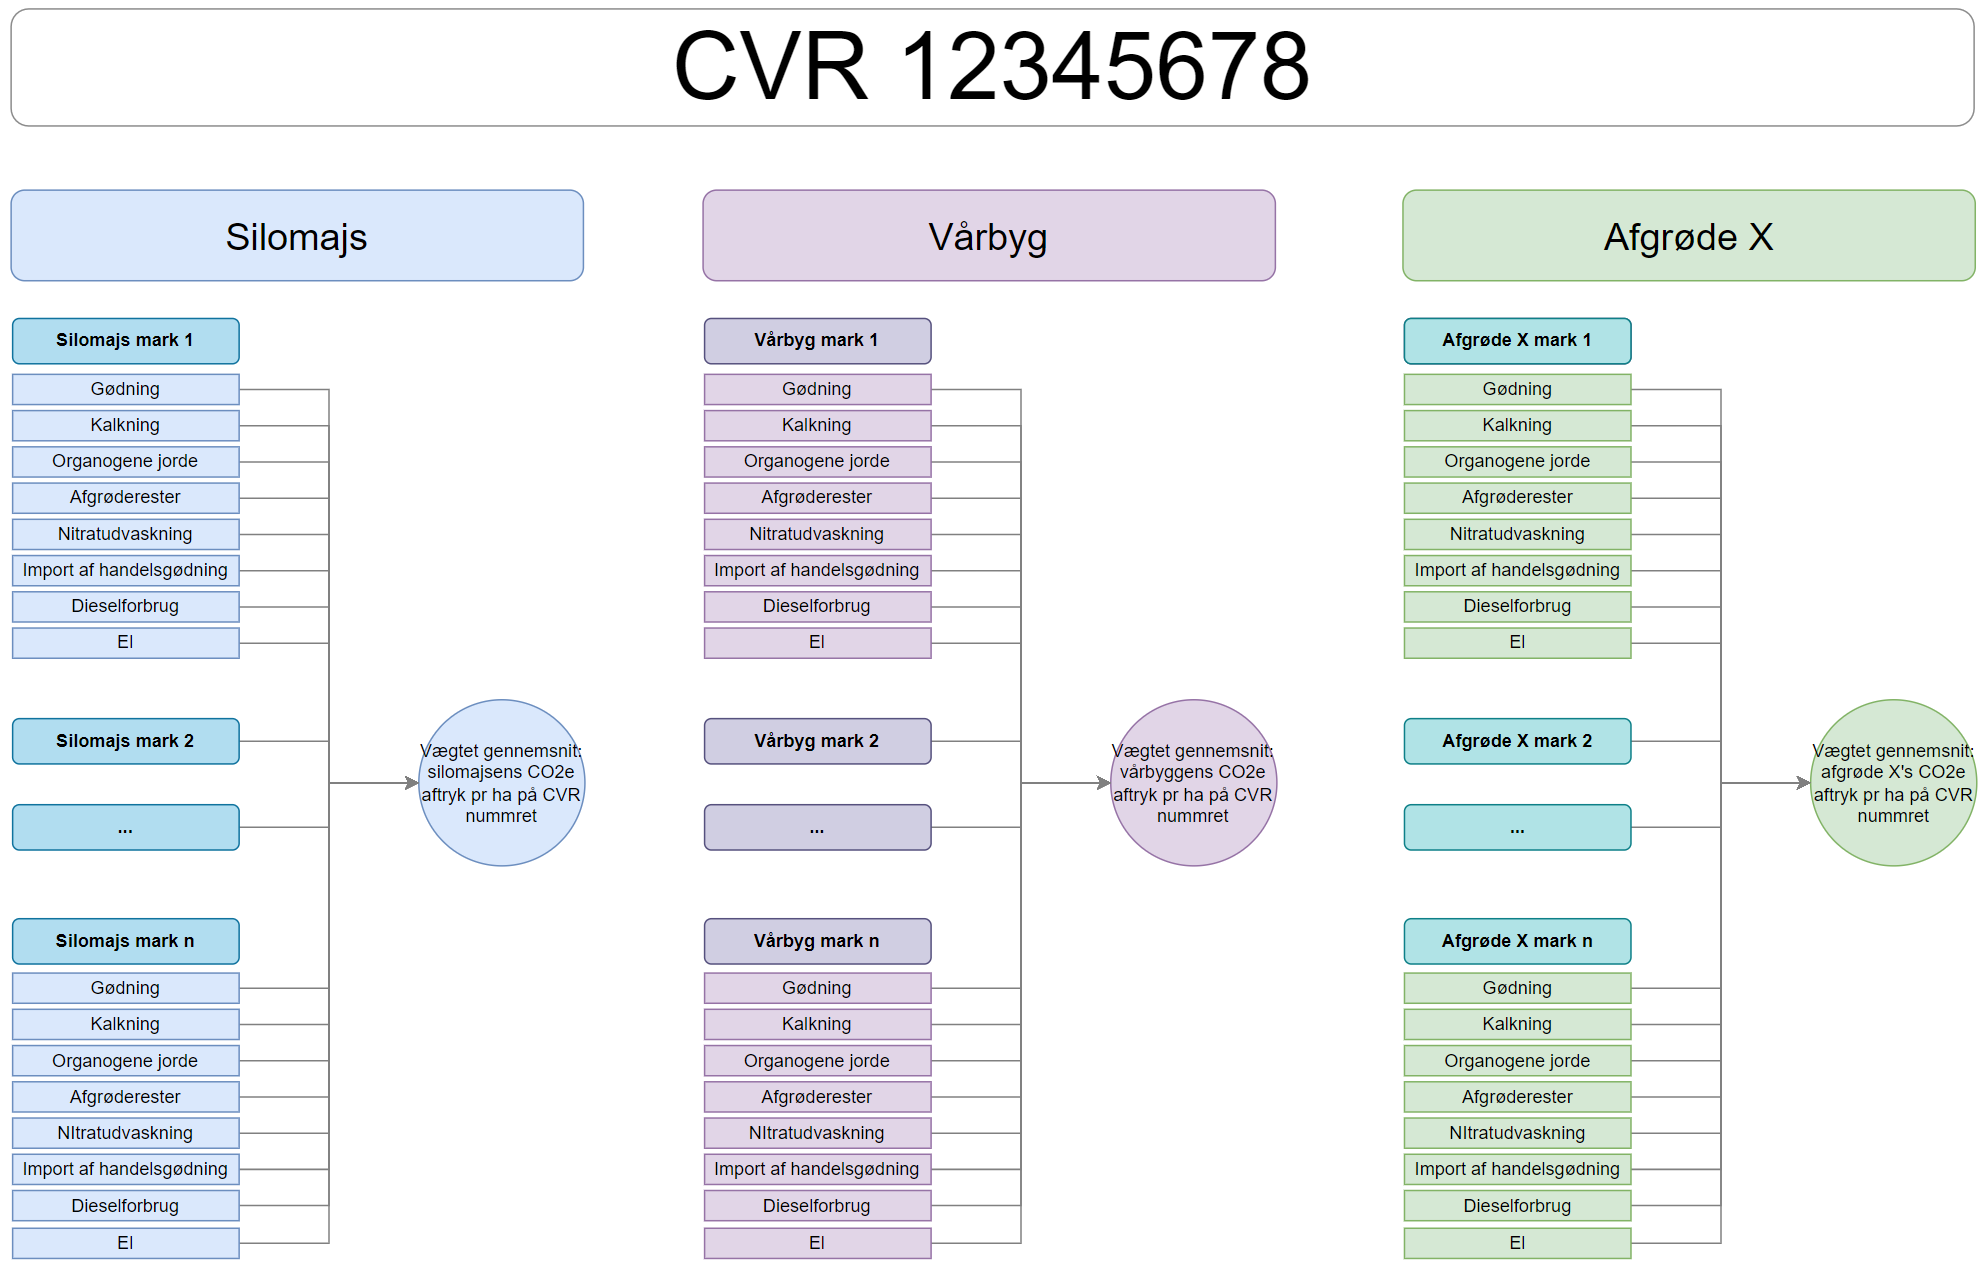 CVR 12345678
Silomajs
Silomajs mark 1
Gødning
Kalkning
Organogene jorde
Afgrøderester
Nitratudvaskning
Import af handelsgødning
Dieselforbrug
El
Silomajs mark 2
...
Silomajs mark n
Gødning
Kalkning
Organogene jorde
Afgrøderester
NItratudvaskning
Import af handelsgødning
Dieselforbrug
El
Vægtet gennemsnit:
silomajsens CO2e
aftryk pr ha på CVR
nummret
Vårbyg
Vårbyg mark 1
Gødning
Kalkning
Organogene jorde
Afgrøderester
Nitratudvaskning
Import af handelsgødning
Dieselforbrug
El
Vårbyg mark 2
...
Vårbyg mark n
Gødning
Kalkning
Organogene jorde
Afgrøderester
NItratudvaskning
Import af handelsgødning
Dieselforbrug
El
Vægtet gennemsnit:
vårbyggens CO2e
aftryk pr ha på CVR
nummret
Afgrøde X
Afgrøde X mark 1
Gødning
Kalkning
Organogene jorde
Afgrøderester
Nitratudvaskning
Import af handelsgødning
Dieselforbrug
El
Afgrøde X mark 2
...
Afgrøde X mark n
Gødning
Kalkning
Organogene jorde
Afgrøderester
NItratudvaskning
Import af handelsgødning
Dieselforbrug
El
Vægtet gennemsnit:
afgrøde X's CO2e
aftryk pr ha på CVR
nummret